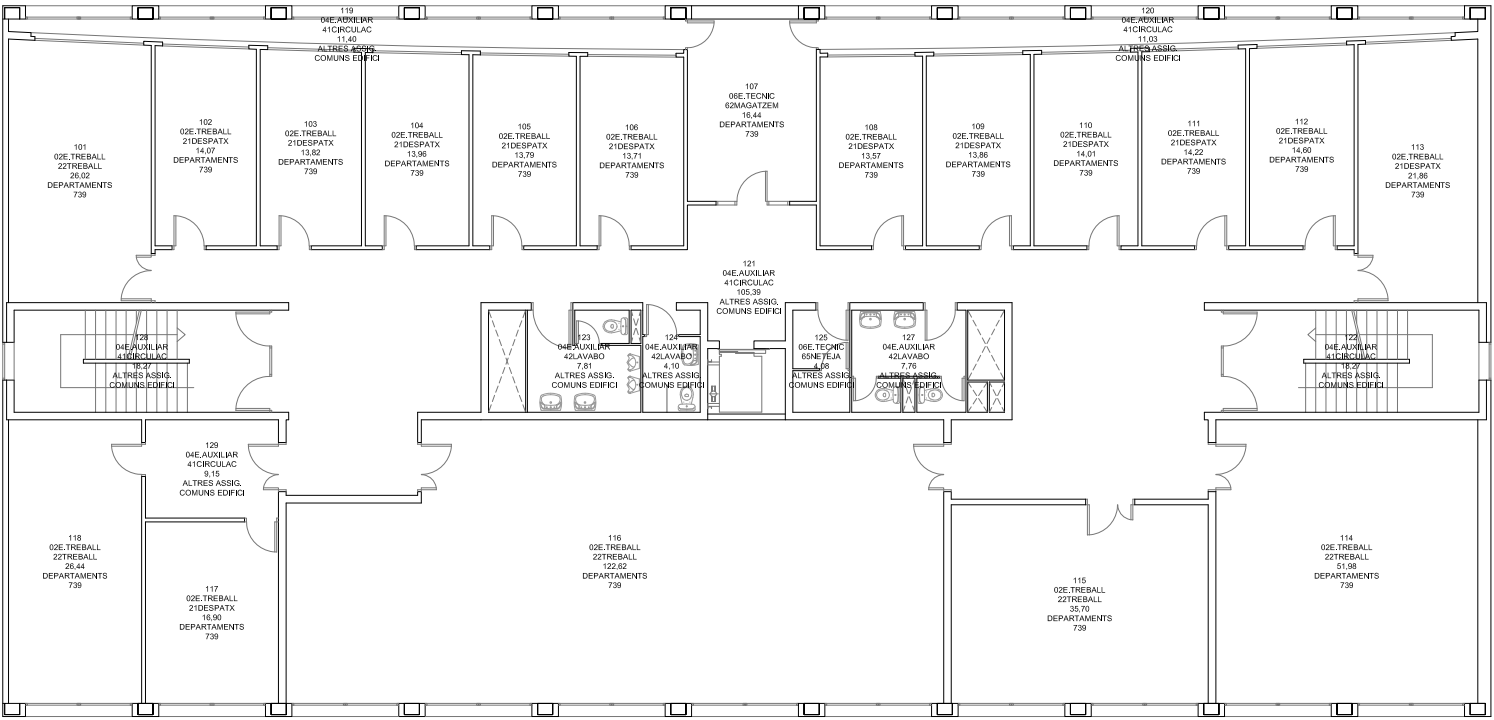 119
04E.AUXILIAR
41CIRCULAC
11,40
ALTRES ASSIG.
COMUNS EDIFICI
120
04E.AUXILIAR
41CIRCULAC
11,03
ALTRES ASSIG.
COMUNS EDIFICI
101
02E.TREBALL
22TREBALL
26,02
DEPARTAMENTS
739
102
02E.TREBALL
21DESPATX
14,07
DEPARTAMENTS
739
103
02E.TREBALL
21DESPATX
13,82
DEPARTAMENTS
739
104
02E.TREBALL
21DESPATX
13,96
DEPARTAMENTS
739
105
02E.TREBALL
21DESPATX
13,79
DEPARTAMENTS
739
106
02E.TREBALL
21DESPATX
13,71
DEPARTAMENTS
739
107
06E.TECNIC
62MAGATZEM
16,44
DEPARTAMENTS
739
108
02E.TREBALL
21DESPATX
13,57
DEPARTAMENTS
739
109
02E.TREBALL
21DESPATX
13,86
DEPARTAMENTS
739
110
02E.TREBALL
21DESPATX
14,01
DEPARTAMENTS
739
111
02E.TREBALL
21DESPATX
14,22
DEPARTAMENTS
739
112
02E.TREBALL
21DESPATX
14,60
DEPARTAMENTS
739
113
02E.TREBALL
21DESPATX
21,86
DEPARTAMENTS
739
121
04E.AUXILIAR
41CIRCULAC
105,39
ALTRES ASSIG.
COMUNS EDIFICI
128
04E.AUXILIAR
41CIRCULAC
18,27
ALTRES ASSIG.
COMUNS EDIFICI
123
04E.AUXILIAR
42LAVABO
7,81
ALTRES ASSIG.
COMUNS EDIFICI
124
04E.AUXILIAR
42LAVABO
4,10
ALTRES ASSIG.
COMUNS EDIFICI
125
06E.TECNIC
65NETEJA
4,08
ALTRES ASSIG.
COMUNS EDIFICI
127
04E.AUXILIAR
42LAVABO
7,76
ALTRES ASSIG.
COMUNS EDIFICI
122
04E.AUXILIAR
41CIRCULAC
18,27
ALTRES ASSIG.
COMUNS EDIFICI
129
04E.AUXILIAR
41CIRCULAC
9,15
ALTRES ASSIG.
COMUNS EDIFICI
118
02E.TREBALL
22TREBALL
26,44
DEPARTAMENTS
739
117
02E.TREBALL
21DESPATX
16,90
DEPARTAMENTS
739
116
02E.TREBALL
22TREBALL
122,62
DEPARTAMENTS
739
115
02E.TREBALL
22TREBALL
35,70
DEPARTAMENTS
739
114
02E.TREBALL
22TREBALL
51,98
DEPARTAMENTS
739